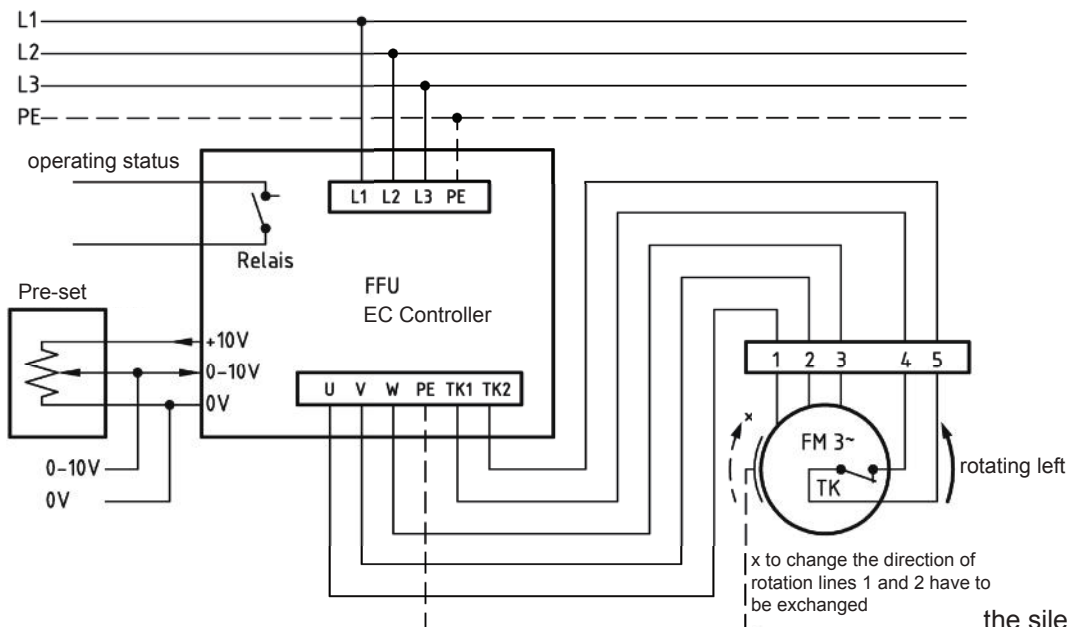 L1
L2
L3
PE
operating status
L1 L2 L3 PE
Relais
FFU
EC Controller
Pre-set
+10V
0-10V
0V
U V W PE TK1 TK2
0-10V
0V
1 2 3 4 5
x
FM 3~
TK
rotating left
x to change the direction of
rotation lines 1 and 2 have to
be exchanged
the sile